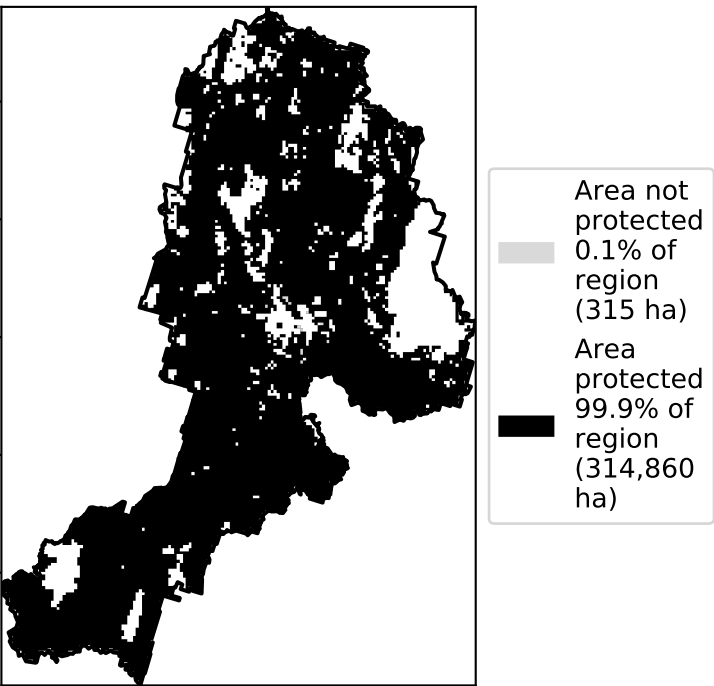 Area not
protected
0.1% of
region
(315 ha)
Area
protected
99.9% of
region
(314,860
ha)